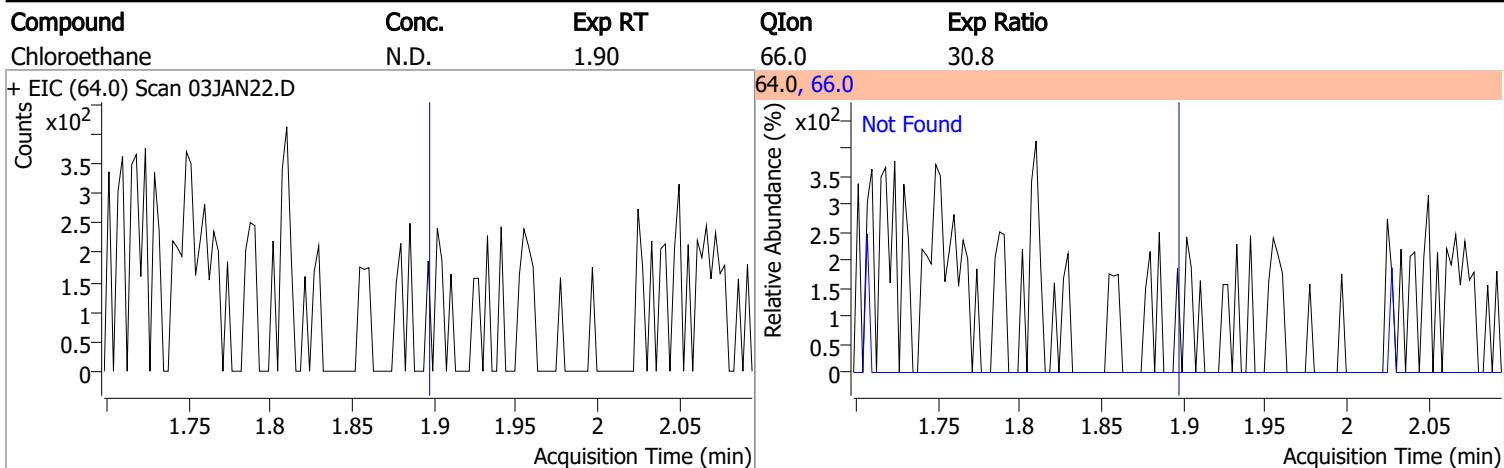 Compound Conc. Exp RT QIon Exp Ratio
Chloroethane N.D. 1.90 66.0 30.8
+ EIC (64.0) Scan 03JAN22.D
Counts
x10²
3.5
3
2.5
2
1.5
1
0.5
0
1.75 1.8 1.85 1.9 1.95 2 2.05
Acquisition Time (min)
64.0, 66.0
Relative Abundance (%)
x10²
Not Found
3.5
3
2.5
2
1.5
1
0.5
0
1.75 1.8 1.85 1.9 1.95 2 2.05
Acquisition Time (min)